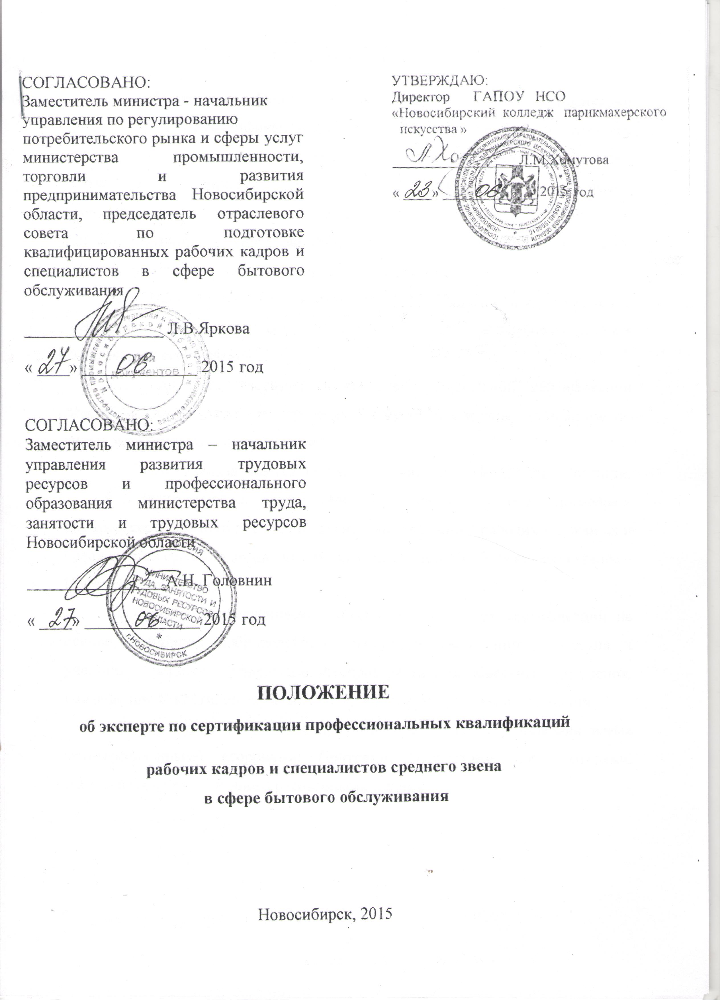 СОГЛАСОВАНО:
Заместитель министра - начальник
управления по регулированию
потребительского рынка и сферы услуг
министерства промышленности,
торговли и развития
предпринимательства Новосибирской
области, председатель отраслевого
совета по подготовке
квалифицированных рабочих кадров и
специалистов в сфере бытового
обслуживания
Л.В.Яркова
« 27 » 06 2015 год
Для
документов
УТВЕРЖДАЮ:
Директор ГАПОУ НСО
«Новосибирский колледж парикмахерского
искусства »
Л.М.Хомутова
« 23 » 06 2015 год
СОГЛАСОВАНО:
Заместитель министра – начальник
управления развития трудовых
ресурсов и профессионального
образования министерства труда,
занятости и трудовых ресурсов
Новосибирской области
А.Н. Головнин
« 27 » 06 2015 год
РОССИЯ
МИНИСТЕРСТВО
ТРУДА, ЗАНЯТОСТИ И
ТРУДОВЫХ РЕСУРСОВ
НОВОСИБИРСКОЙ
ОБЛАСТИ
г.НОВОСИБИРСК
ПОЛОЖЕНИЕ
об эксперте по сертификации профессиональных квалификаций
рабочих кадров и специалистов среднего звена
в сфере бытового обслуживания
Новосибирск, 2015